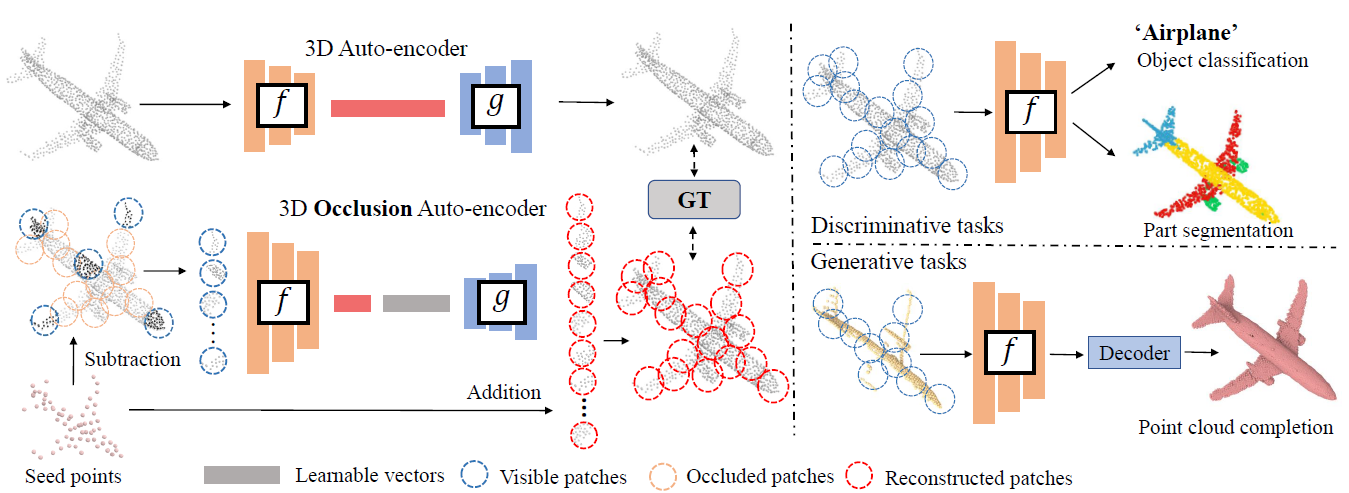 3D Auto-encoder
f
g
GT
3D Occlusion Auto-encoder
f
g
Subtraction
Addition
Seed points
'Airplane'
Object classification
f
Part segmentation
Discriminative tasks
Generative tasks
f
Decoder
Point cloud completion
Learnable vectors
Visible patches
Occluded patches
Reconstructed patches